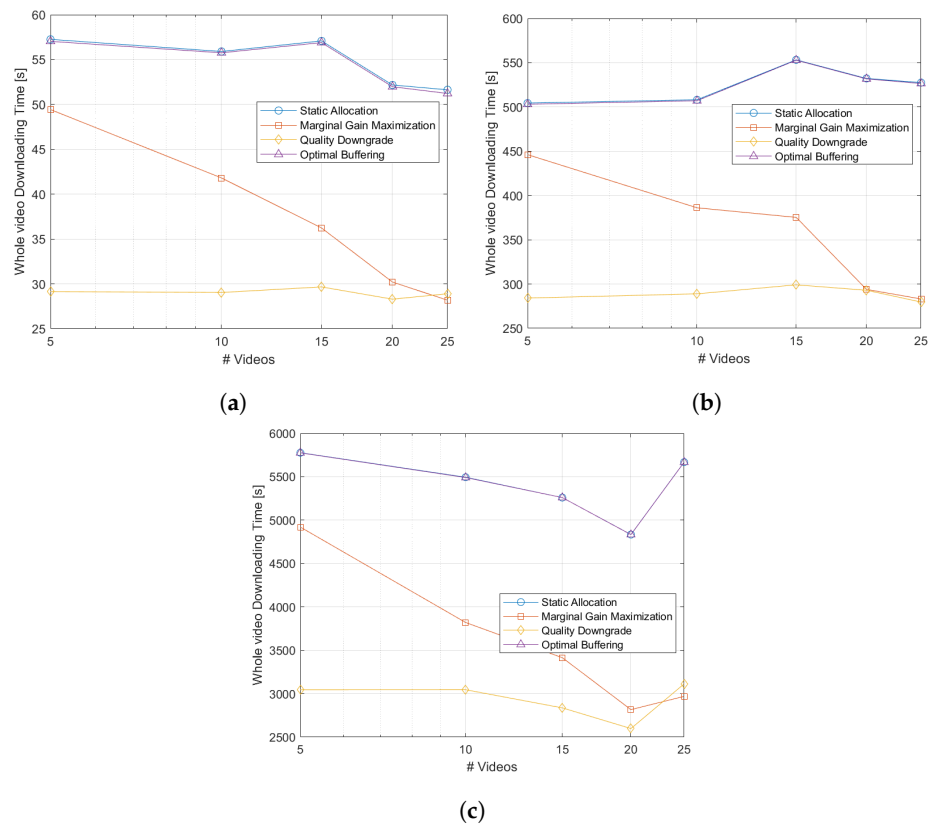 60
55
50
45
40
35
30
25
Whole video Downloading Time [s]
Static Allocation
Marginal Gain Maximization
Quality Downgrade
Optimal Buffering
5 10 15 20 25
# Videos
(a)
600
550
500
450
400
350
300
250
Whole video Downloading Time [s]
Static Allocation
Marginal Gain Maximization
Quality Downgrade
Optimal Buffering
5 10 15 20 25
# Videos
(b)
6000
5500
5000
4500
4000
3500
3000
2500
Whole video Downloading Time [s]
Static Allocation
Marginal Gain Maximization
Quality Downgrade
Optimal Buffering
5 10 15 20 25
# Videos
(c)